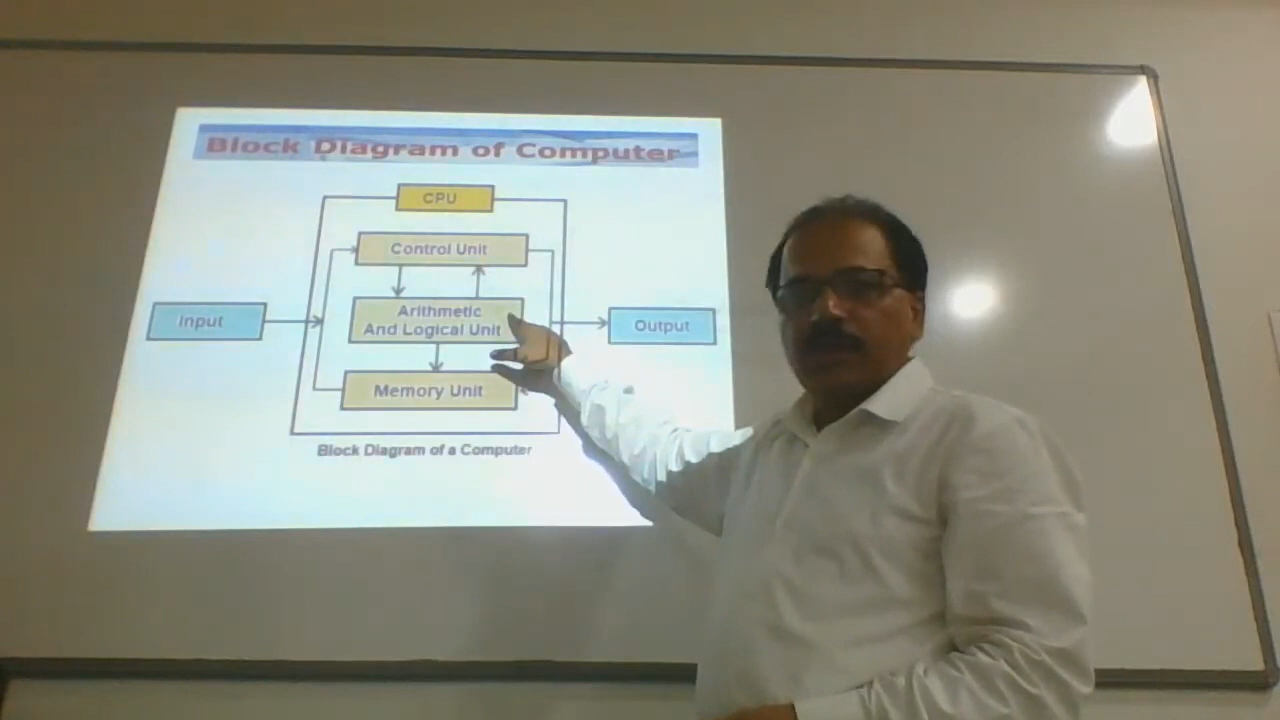 Block Diagram of Computer
CPU
Control Unit
Arithmetic
And Logical Unit
Input
Output
Memory Unit
Block Diagram of a Computer